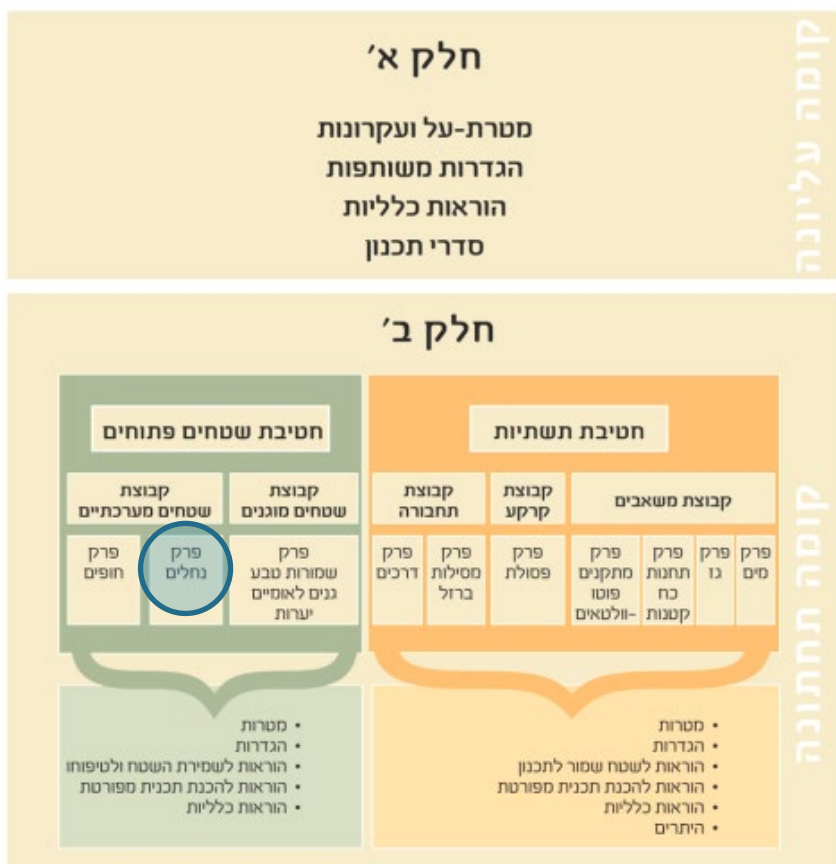 קומה עליונה
חלק א׳
מטרת-על ועקרונות
הגדרות משותפות
הוראות כלליות
סדרי תכנון
קומה תחתונה
חלק ב׳
חטיבת תשתיות
קבוצת משאבים
פרק
מים
פרק
גז
פרק
תחנות
כח
קטנות
פרק
מתקנים
פוטו
-וולטאים
קבוצת
קרקע
פרק
פסולת
קבוצת
תחבורה
פרק
מסילות
ברזל
פרק
דרכים
• מטרות
• הגדרות
• הוראות לשטח שמור לתכנון
• הוראות להכנת תכנית מפורטת
• הוראות כלליות
• היתרים
חטיבת שטחים פתוחים
קבוצת
שטחים מוגנים
פרק
שמורות טבע
גנים לאומיים
יערות
קבוצת
שטחים מערכתיים
פרק
נחלים
פרק
חופים
• מטרות
• הגדרות
• הוראות לשמירת השטח ולטיפוחו
• הוראות להכנת תכנית מפורטת
• הוראות כלליות